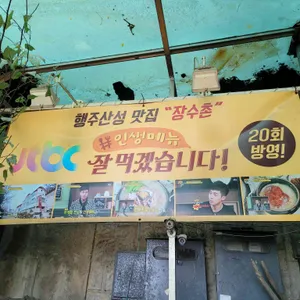 행주산성 맛집 "장수촌"
jtbc #인생메뉴 20회
잘 먹겠습니다! 방영!